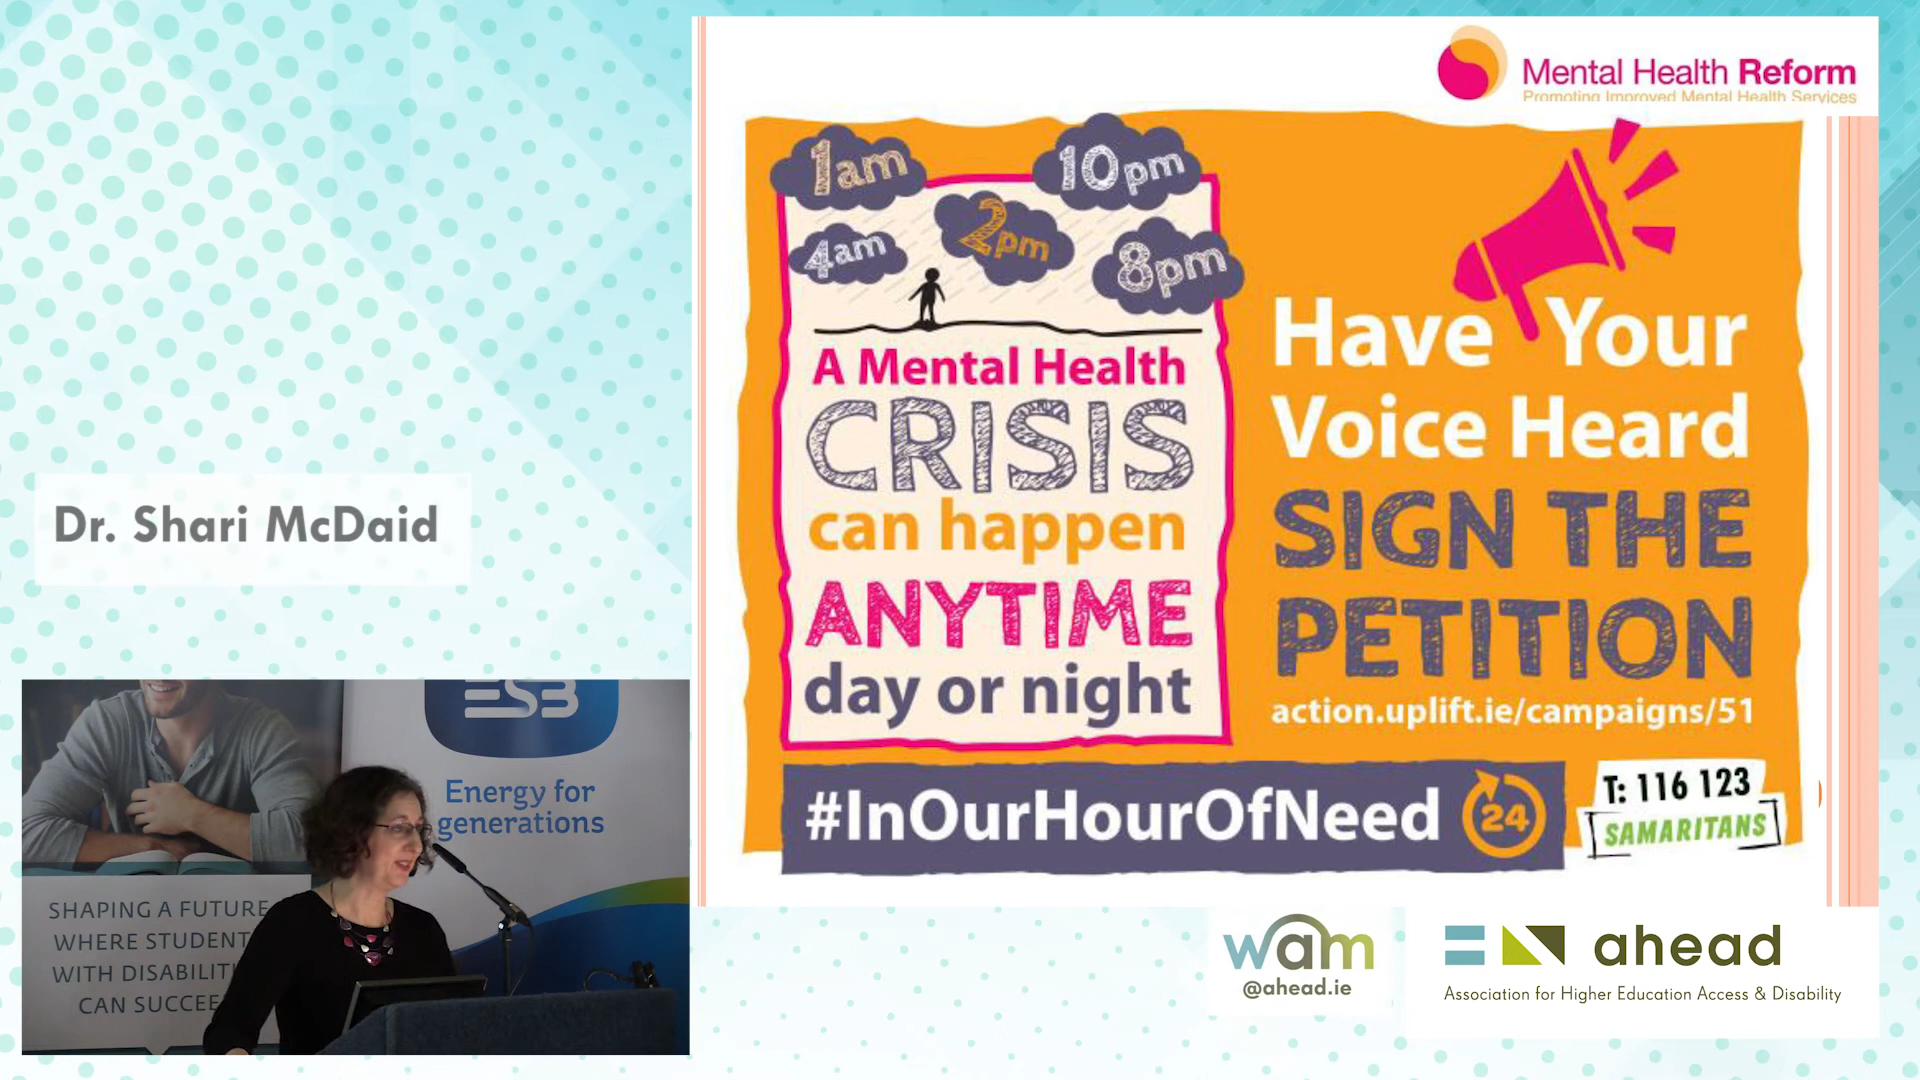 Mental Health Reform
Promoting Improved Mental Health Services
1am
10pm
4am
2pm
8pm
A Mental Health
CRISIS
can happen
ANYTIME
day or night
Have Your
Voice Heard
SIGN THE
PETITION
action.uplift.ie/campaigns/51
#InOurHourOfNeed
24
T: 116 123
SAMARITANS
Dr. Shari McDaid
ESB
Energy for
generations
SHAPING A FUTURE
WHERE STUDENT
WITH DISABILIT
CAN SUCCEE
wam
@ahead.ie
ahead
Association for Higher Education Access & Disability